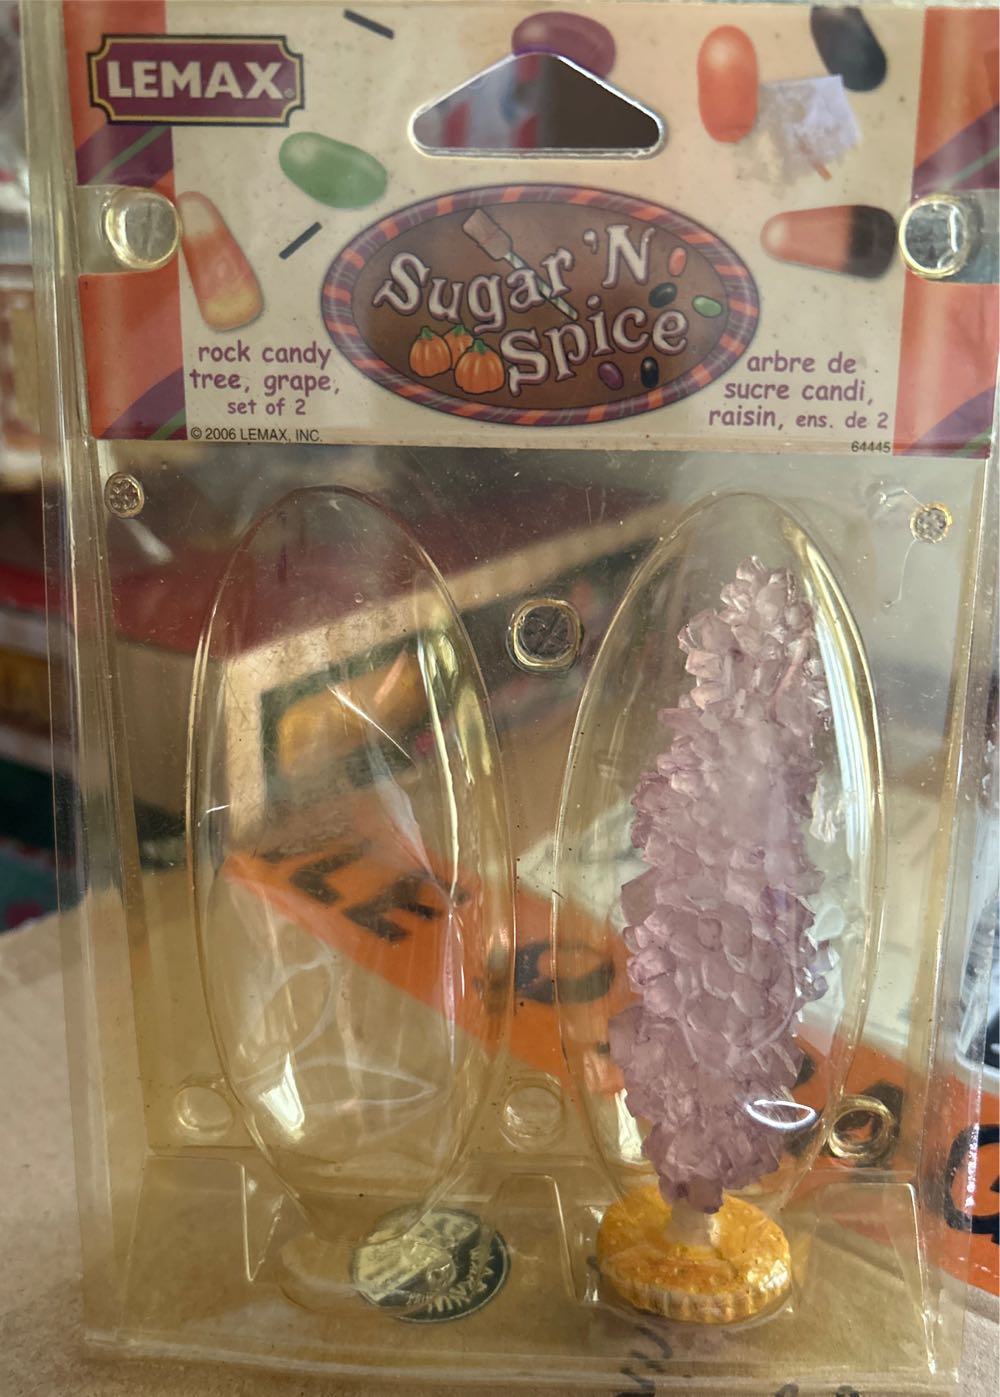 LEMAX®
Sugar 'N
Spice
rock candy
tree, grape,
set of 2
© 2006 LEMAX, INC.
arbre de
sucre candi,
raisin, ens. de 2
64445